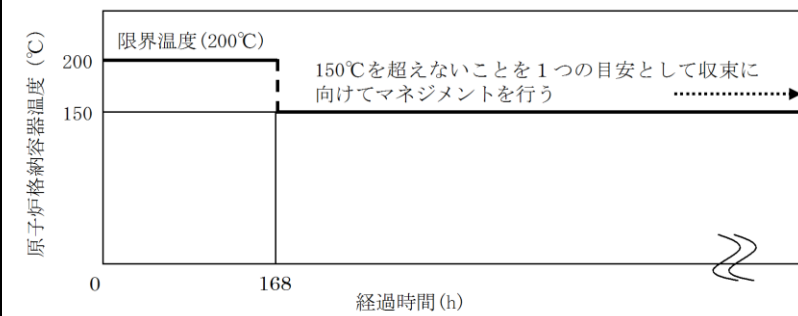 限界温度(200℃)
200
150℃を超えないことを１つの目安として収束に
向けてマネジメントを行う
150
原子炉格納容器温度(℃)
0
168
経過時間(h)